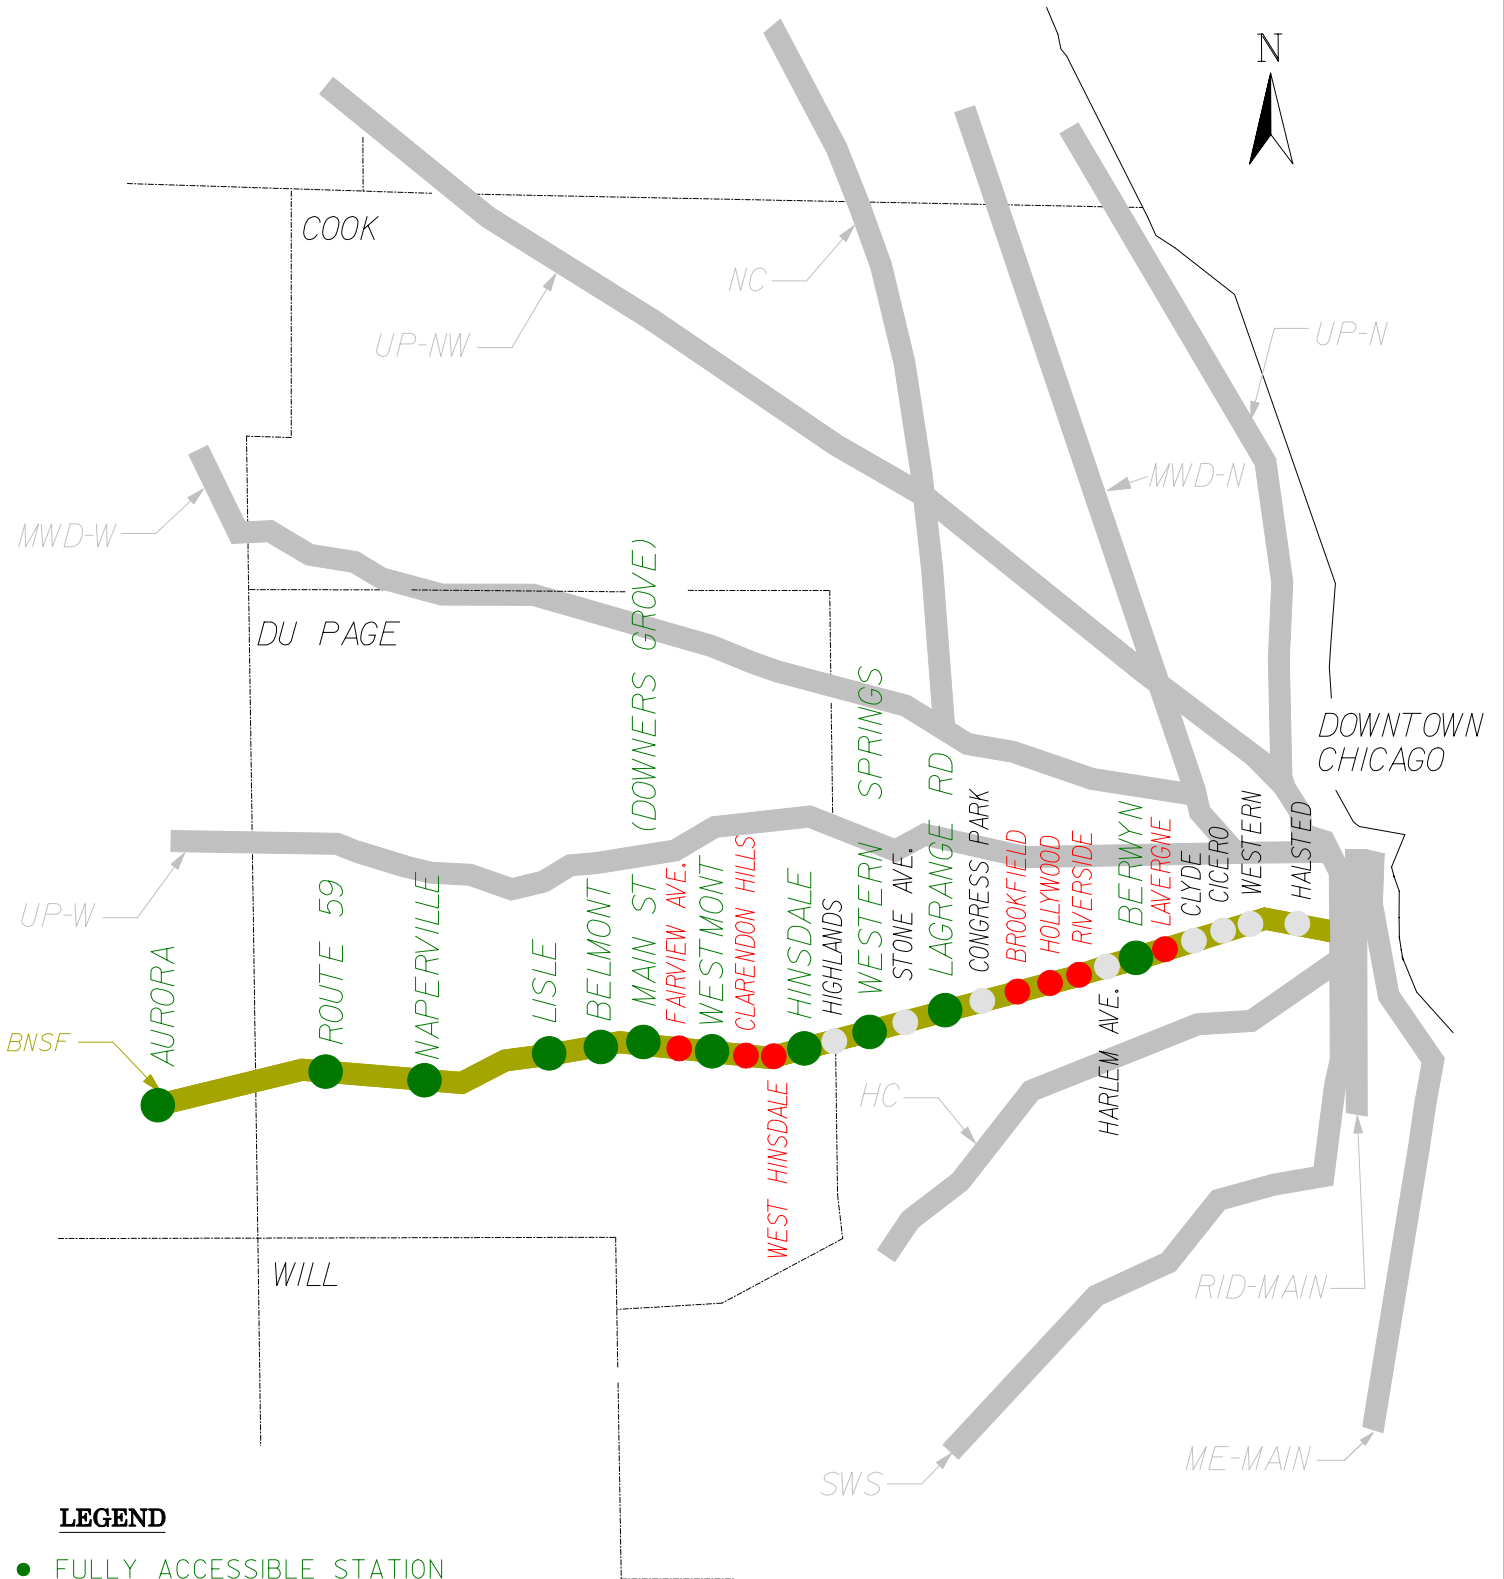 N
COOK
NC
UP-NW
UP-N
MWD-N
MWD-W
DU PAGE
DOWNTOWN
CHICAGO
UP-W
BNSF
AURORA
ROUTE 59
NAPERVILLE
LISLE
BELMONT
MAIN ST (DOWNERS GROVE)
FAIRVIEW AVE.
WESTMONT
CLARENDON HILLS
WEST HINSDALE
HINSDALE
HIGHLANDS
WESTERN SPRINGS
STONE AVE.
LAGRANGE RD
CONGRESS PARK
BROOKFIELD
HOLLYWOOD
RIVERSIDE
HARLEM AVE.
BERWYN
LAVERGNE
CLYDE
CICERO
WESTERN
HALSTED
HC
WILL
RID-MAIN
ME-MAIN
SWS
LEGEND
FULLY ACCESSIBLE STATION